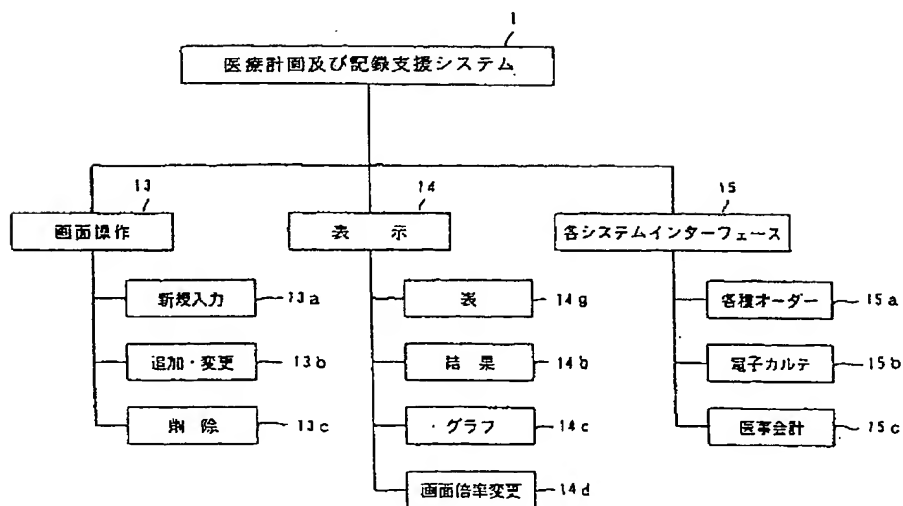 1
医療計画及び記録支援システム
13
14
15
画面操作
表 示
各システムインターフェース
新規入力 13a
表 14g
各種オーダー 15a
追加・変更 13b
結 果 14b
電子カルテ 15b
削 除 13c
・グラフ 14c
医事会計 15c
画面倍率変更 14d